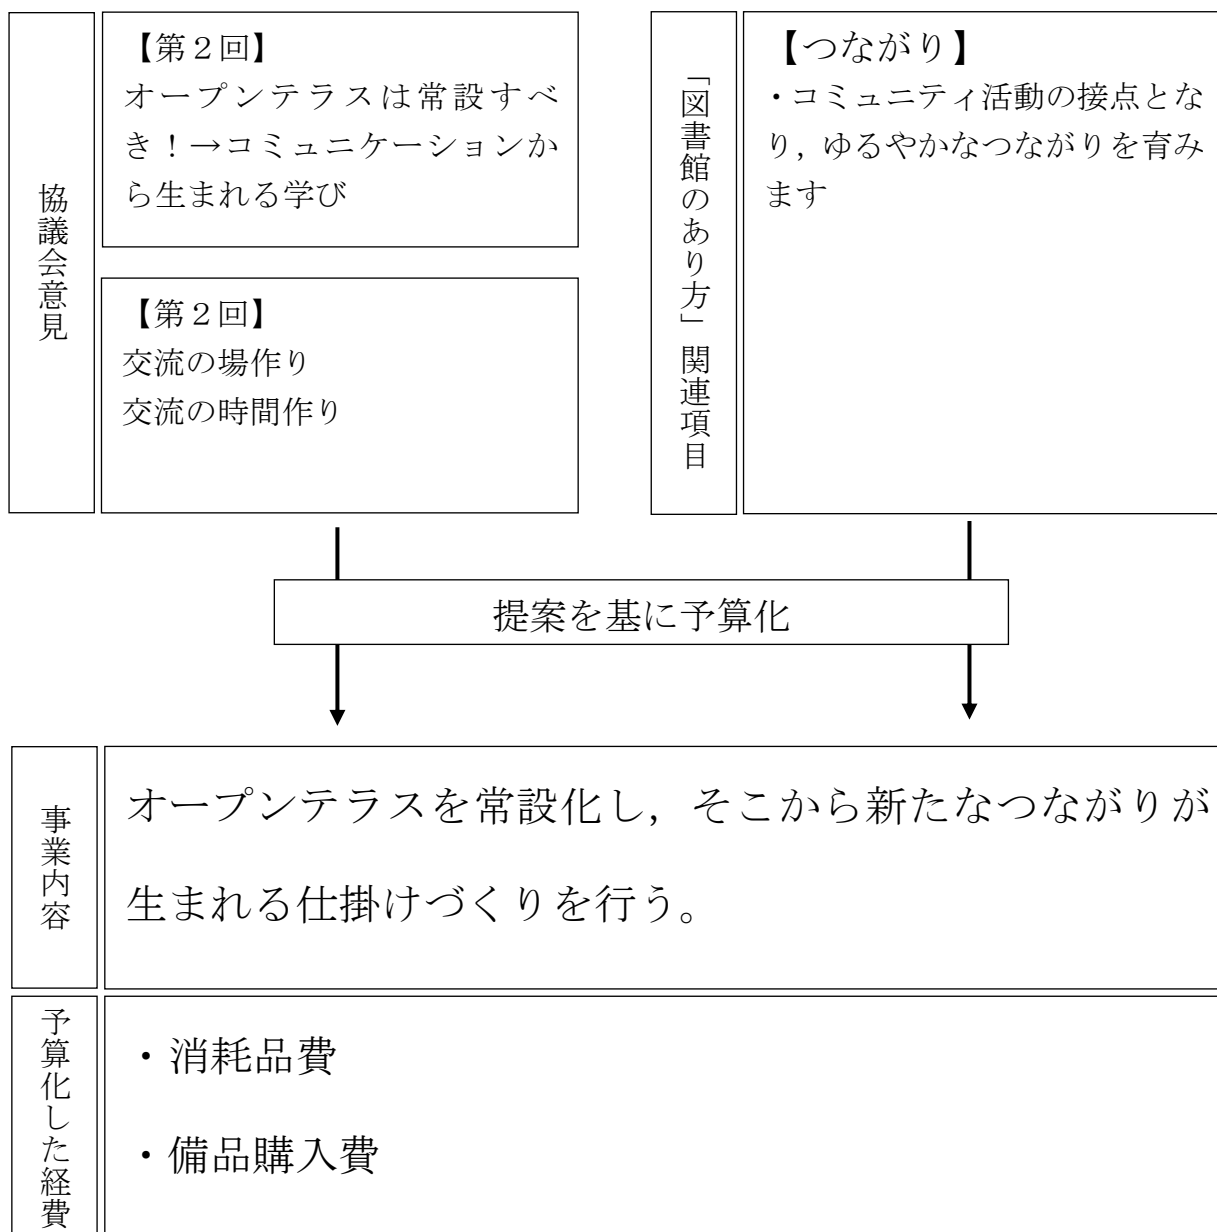 協議会意見
【第２回】
オープンテラスは常設すべ
き！→コミュニケーションか
ら生まれる学び
【第２回】
交流の場作り
交流の時間作り
「図書館のあり方」関連項目
【つながり】
・コミュニティ活動の接点とな
り，ゆるやかなつながりを育み
ます
提案を基に予算化
事業内容
オープンテラスを常設化し，そこから新たなつながりが
生まれる仕掛けづくりを行う。
予算化した経費
・消耗品費
・備品購入費